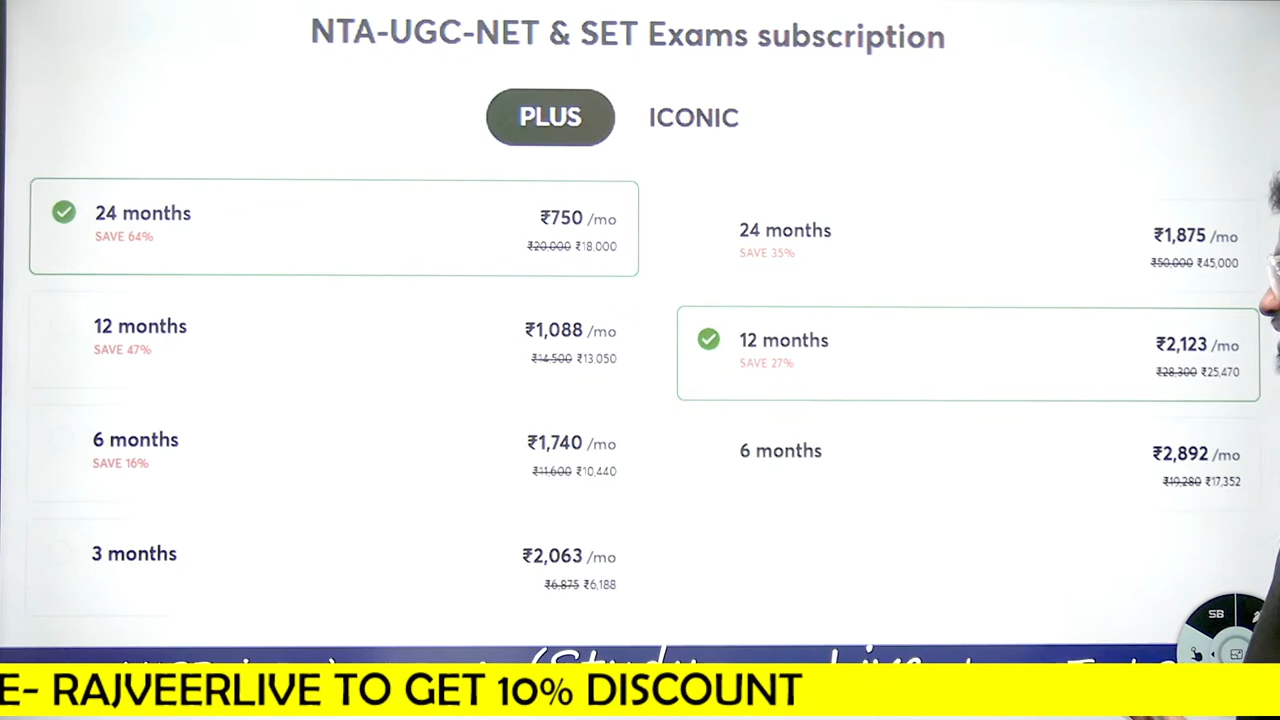 NTA-UGC-NET & SET Exams subscription
PLUS
ICONIC
24 months
₹750 /mo
SAVE 64%
₹20,000 ₹18,000
12 months
₹1,088 /mo
SAVE 47%
₹14,500 ₹13,050
6 months
₹1,740 /mo
SAVE 16%
₹11,600 ₹10,440
3 months
₹2,063 /mo
₹6,875 ₹6,188
24 months
₹1,875 /mo
SAVE 35%
₹50,000 ₹45,000
12 months
₹2,123 /mo
SAVE 27%
₹28,300 ₹25,470
6 months
₹2,892 /mo
₹19,280 ₹17,352
SB
E- RAJVEERLIVE TO GET 10% DISCOUNT